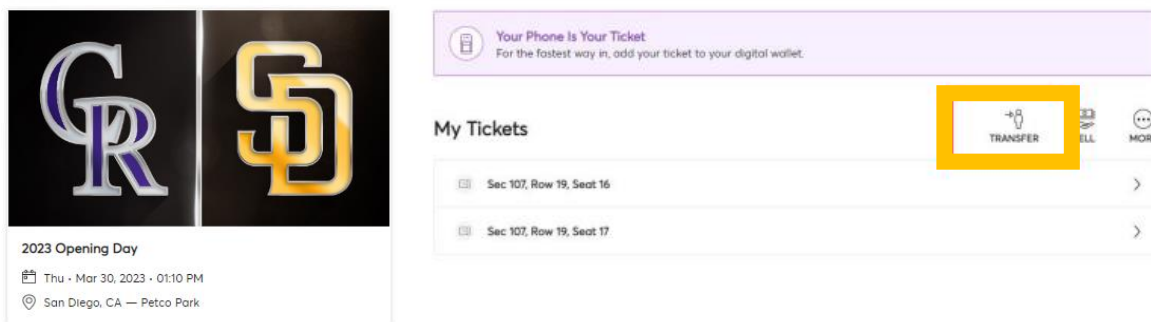 CR
SD
2023 Opening Day
Thu • Mar 30, 2023 • 01:10 PM
San Diego, CA — Petco Park
Your Phone Is Your Ticket
For the fastest way in, add your ticket to your digital wallet.
My Tickets
TRANSFER
ELL
MOR
Sec 107, Row 19, Seat 16
Sec 107, Row 19, Seat 17